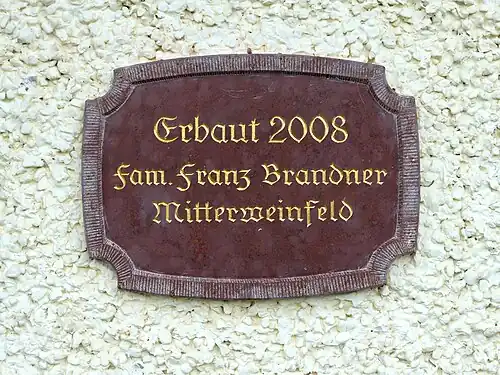 Erbaut 2008
Fam. Franz Brandner
Mitterweinfeld